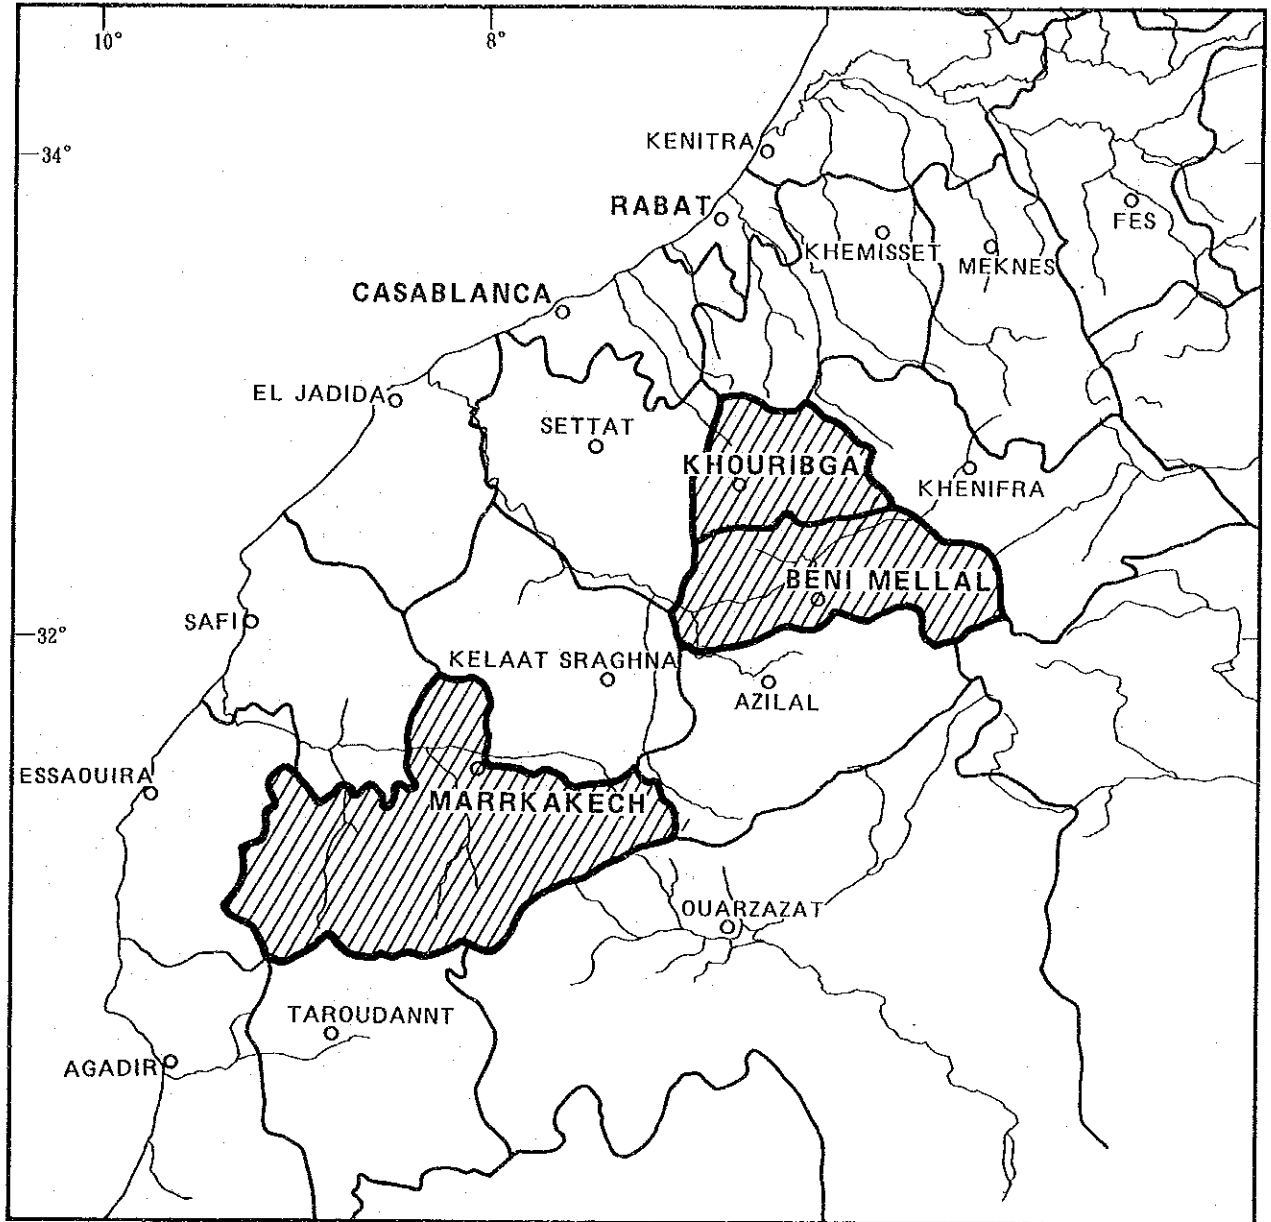 10°
8°
34°
KENITRA
RABAT
FES
KHEMISSET
MEKNES
CASABLANCA
EL JADIDA
SETTAT
KHOURIBGA
KHENIFRA
BENI MELLAL
SAFI
32°
KELAAT SRAGHNA
AZILAL
ESSAOUIRA
MARRKAKECH
OUARZAZAT
TAROUDANNT
AGADIR